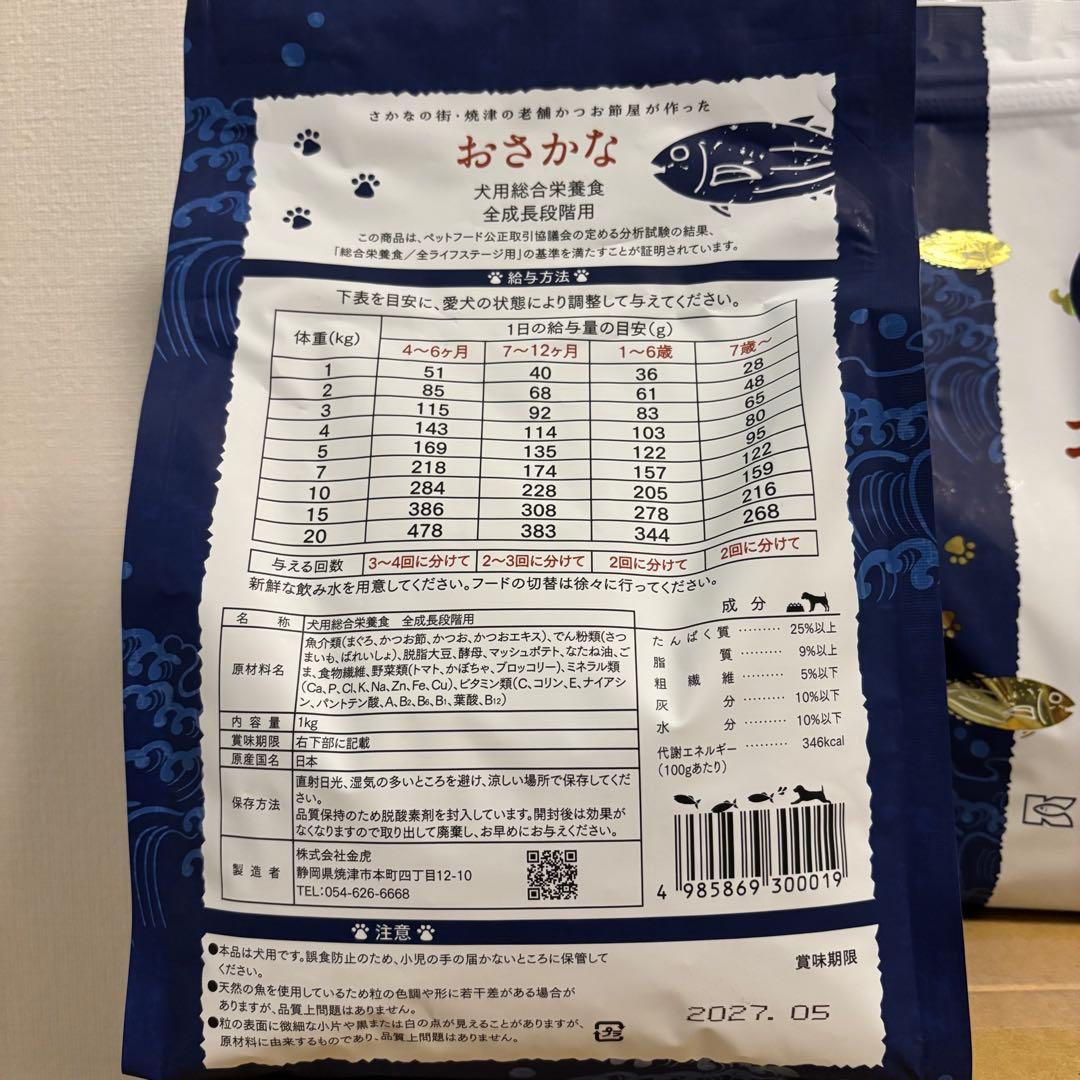 さかなの街・焼津の老舗かつお節屋が作った
おさかな
犬用総合栄養食
全成長段階用
この商品は、ペットフード公正取引協議会の定める分析試験の結果、
「総合栄養食/全ライフステージ用」の基準を満たすことが証明されています。
給与方法
下表を目安に、愛犬の状態により調整して与えてください。
体重(kg) 1日の給与量の目安(g)
4〜6ヶ月 7〜12ヶ月 1〜6歳 7歳〜
1 51 40 36 28
2 85 68 61 48
3 115 92 83 65
4 143 114 103 80
5 169 135 122 95
7 218 174 157 122
10 284 228 205 159
15 386 308 278 216
20 478 383 344 268
与える回数 3〜4回に分けて 2〜3回に分けて 2回に分けて 2回に分けて
新鮮な飲み水を用意してください。フードの切替は徐々に行ってください。
名称 犬用総合栄養食 全成長段階用
原材料名 魚介類(まぐろ、かつお節、かつお、かつおエキス)、でん粉類(さつ
まいも、ばれいしょ)、脱脂大豆、酵母、マッシュポテト、なたね油、ご
ま、食物繊維、野菜類(トマト、かぼちゃ、ブロッコリー)、ミネラル類
(Ca、P、Cl、K、Na、Zn、Fe、Cu)、ビタミン類(C、コリン、E、ナイアシ
ン、パントテン酸、A、B2、B6、B1、葉酸、B12)
内容量 1kg
賞味期限 右下部に記載
原産国名 日本
保存方法 直射日光、湿気の多いところを避け、涼しい場所で保存してくだ
さい。
品質保持のため脱酸素剤を封入しています。開封後は効果が
なくなりますので取り出して廃棄し、お早めにお与えください。
製造者 株式会社金虎
静岡県焼津市本町四丁目12-10
TEL:054-626-6668
成分
たんぱく質 ……… 25%以上
脂質 ……… 9%以上
粗繊維 ……… 5%以下
灰分 ……… 10%以下
水分 ……… 10%以下
代謝エネルギー ……… 346kcal
(100gあたり)
4 985869 300019
注意
●本品は犬用です。誤食防止のため、小児の手の届かないところに保管して
ください。
●天然の魚を使用しているため粒の色調や形に若干差がある場合が
ありますが、品質上問題はありません。
●粒の表面に微細な小片や黒または白の点が見えることがありますが、
原材料に由来するものであり、品質上問題はありません。
プラ
賞味期限
2027. 05